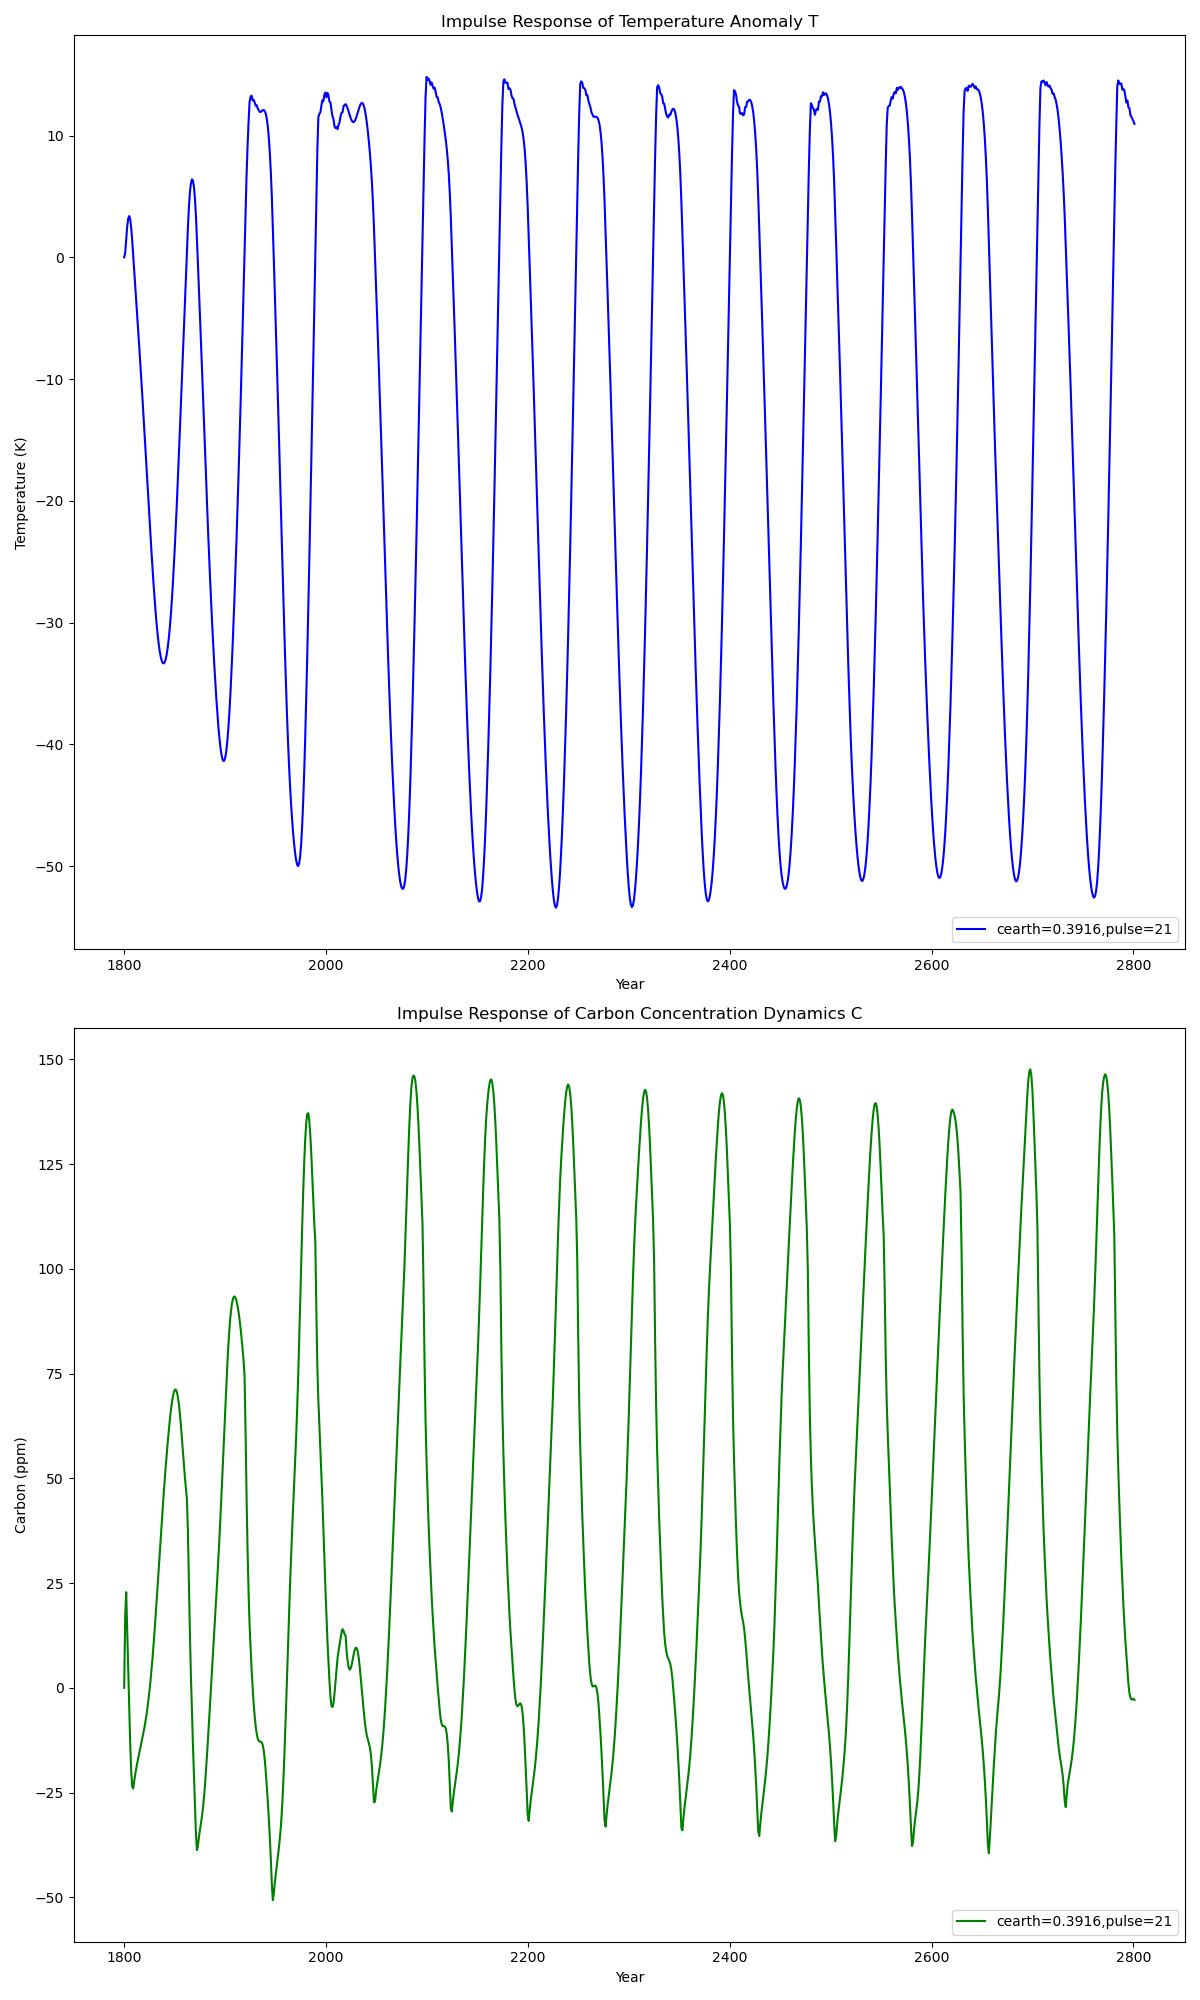 Impulse Response of Temperature Anomaly T
10
0
−10
−20
−30
−40
−50
Temperature (K)
cearth=0.3916,pulse=21
1800 2000 2200 2400 2600 2800
Year
Impulse Response of Carbon Concentration Dynamics C
150
125
100
75
50
25
0
−25
−50
Carbon (ppm)
cearth=0.3916,pulse=21
1800 2000 2200 2400 2600 2800
Year